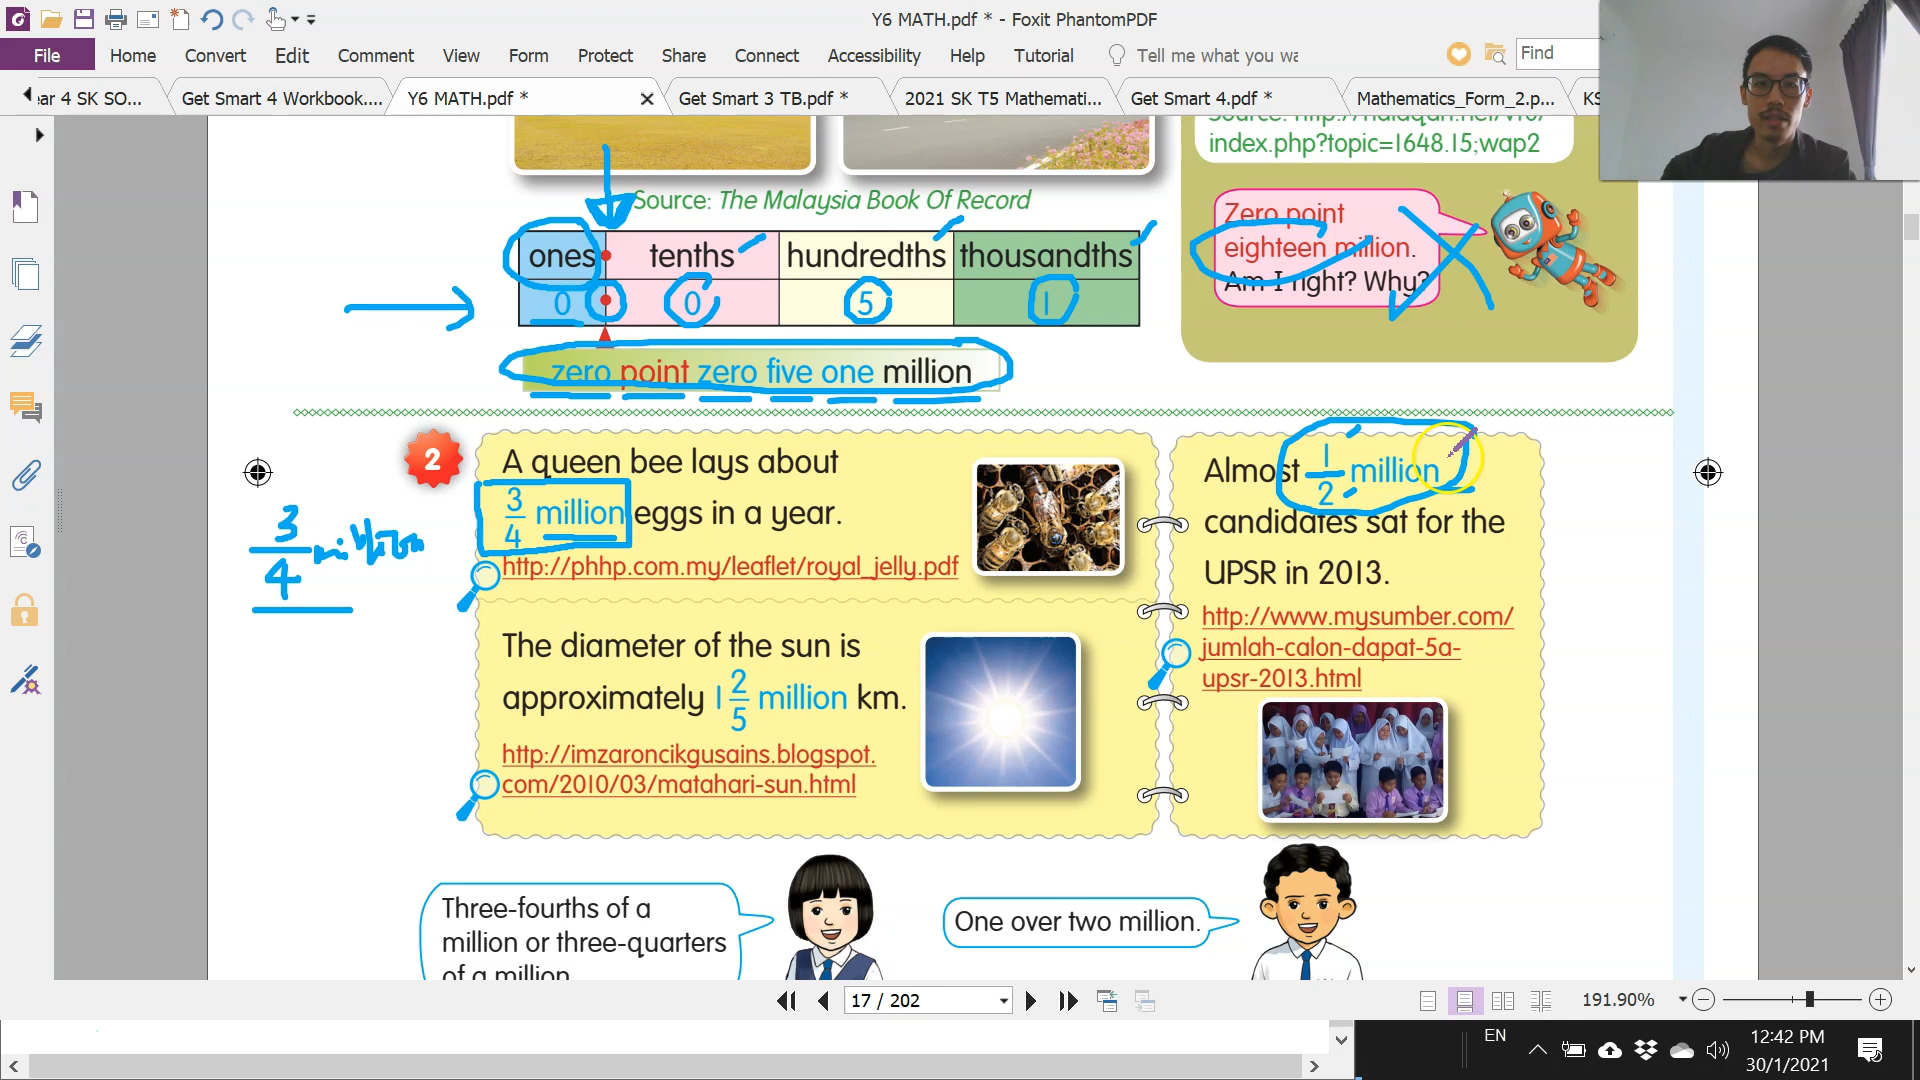 Y6 MATH.pdf * - Foxit PhantomPDF
File Home Convert Edit Comment View Form Protect Share Connect Accessibility Help Tutorial Tell me what you wa Find
ear 4 SK SO... Get Smart 4 Workbook.... Y6 MATH.pdf * Get Smart 3 TB.pdf * 2021 SK T5 Mathemati... Get Smart 4.pdf * Mathematics_Form_2.p... KS
index.php?topic=1648.15;wap2
Source: The Malaysia Book Of Record
ones tenths hundredths thousandths
0 0 5 1
zero point zero five one million
Zero point
eighteen million.
Am I right? Why?
2
A queen bee lays about
3/4 million eggs in a year.
http://phhp.com.my/leaflet/royal_jelly.pdf
3/4 million
The diameter of the sun is
approximately 1 2/5 million km.
http://imzaroncikgusains.blogspot.
com/2010/03/matahari-sun.html
Almost 1/2 million
candidates sat for the
UPSR in 2013.
http://www.mysumber.com/
jumlah-calon-dapat-5a-
upsr-2013.html
Three-fourths of a
million or three-quarters
of a million
One over two million.
17 / 202
191.90%
EN
12:42 PM
30/1/2021